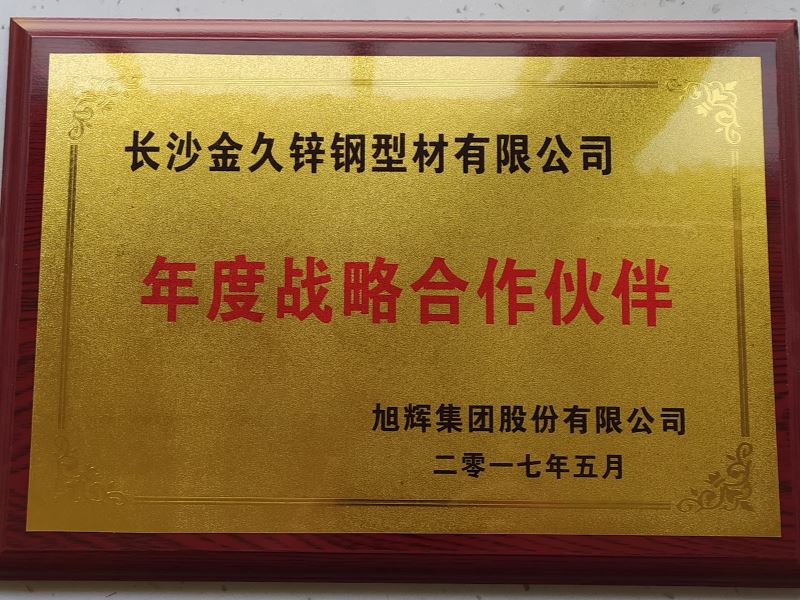 长沙金久锌钢型材有限公司
年度战略合作伙伴
旭辉集团股份有限公司
二零一七年五月